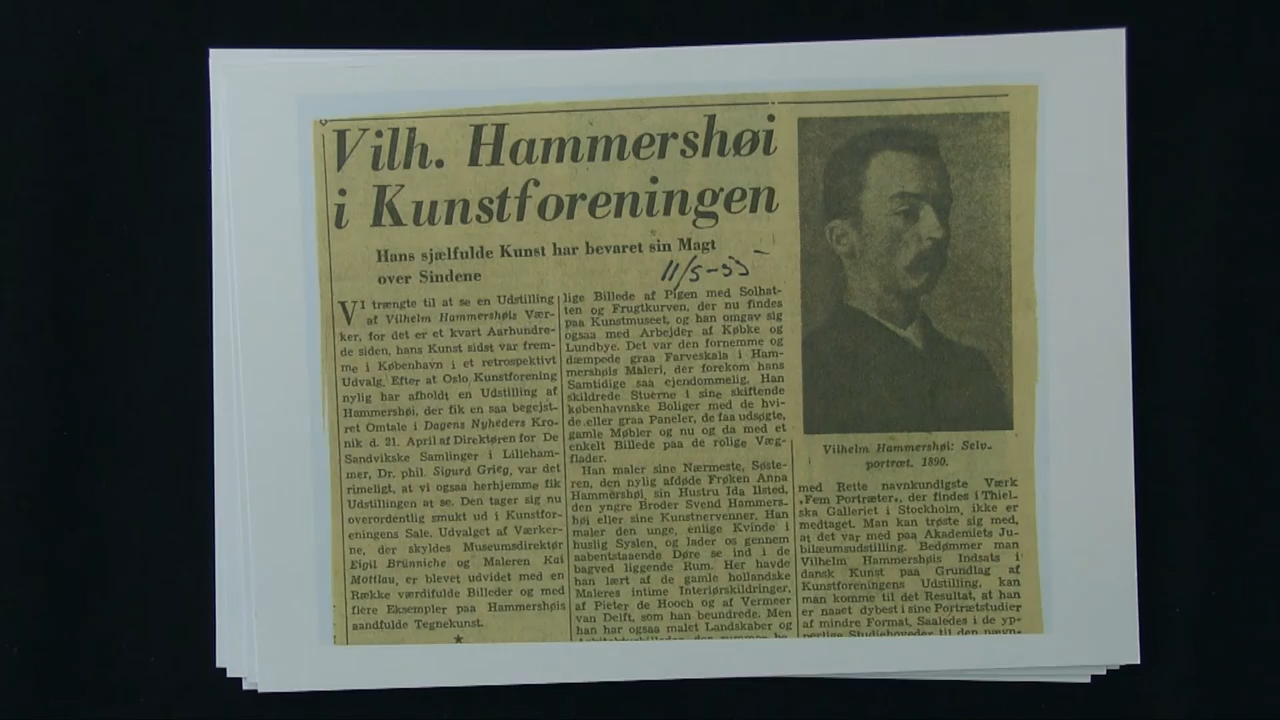 Vilh. Hammershøi
i Kunstforeningen
Hans sjælfulde Kunst har bevaret sin Magt
over Sindene
11/5-55
VI trængte til at se en Udstilling
af Vilhelm Hammershøis Vær-
ker, for det er et kvart Aarhundre-
de siden, hans Kunst sidst var frem-
me i København i et retrospektivt
Udvalg. Efter at Oslo Kunstforening
nylig har afholdt en Udstilling af
Hammershøi, der fik en saa begejst-
ret Omtale i Dagens Nyheders Kro-
nik d. 21. April af Direktøren for De
Sandvikske Samlinger i Lilleham-
mer, Dr. phil. Sigurd Grieg, var det
rimeligt, at vi ogsaa herhjemme fik
Udstillingen at se. Den tager sig nu
overordentlig smukt ud i Kunstfor-
eningens Sale. Udvalget af Værker-
ne, der skyldes Museumsdirektør
Eigil Brünniche og Maleren Kai
Mottlau, er blevet udvidet med en
Række værdifulde Billeder og med
flere Eksempler paa Hammershøis
aandfulde Tegnekunst.
*
lige Billede af Pigen med Solhat-
ten og Frugtkurven, der nu findes
paa Kunstmuseet, og han omgav sig
ogsaa med Arbejder af Købke og
Lundbye. Det var den fornemme og
dæmpede graa Farveskala i Ham-
mershøis Maleri, der forekom hans
Samtidige saa ejendommelig. Han
skildrede Stuerne i sine skiftende
københavnske Boliger med de hvi-
de eller graa Paneler, de faa udsøgte,
gamle Møbler og nu og da med et
enkelt Billede paa de rolige Væg-
flader.
Han maler sine Nærmeste, Søste-
ren, den nylig afdøde Frøken Anna
Hammershøi, sin Hustru Ida Ilsted,
den yngre Broder Svend Hammers-
høi eller sine Kunstnervenner. Han
maler den unge, enlige Kvinde i
huslig Syslen, og lader os gennem
aabentstaaende Døre se ind i de
bagved liggende Rum. Her havde
han lært af de gamle hollandske
Maleres intime Interiørskildringer,
af Pieter de Hooch og af Vermeer
van Delft, som han beundrede. Men
han har ogsaa malet Landskaber og
Vilhelm Hammershøi: Selv-
portræt. 1890.
med Rette navnkundigste Værk
„Fem Portræter“, der findes i Thiel-
ska Galleriet i Stockholm, ikke er
medtaget. Man kan trøste sig med,
at det var med paa Akademiets Ju-
bilæumsudstilling. Bedømmer man
Vilhelm Hammershøis Indsats i
dansk Kunst paa Grundlag af
Kunstforeningens Udstilling, kan
man komme til det Resultat, at han
er naaet dybest i sine Portrætstudier
af mindre Format. Saaledes i de yp-
perlige Studiehoveder til den nævn-